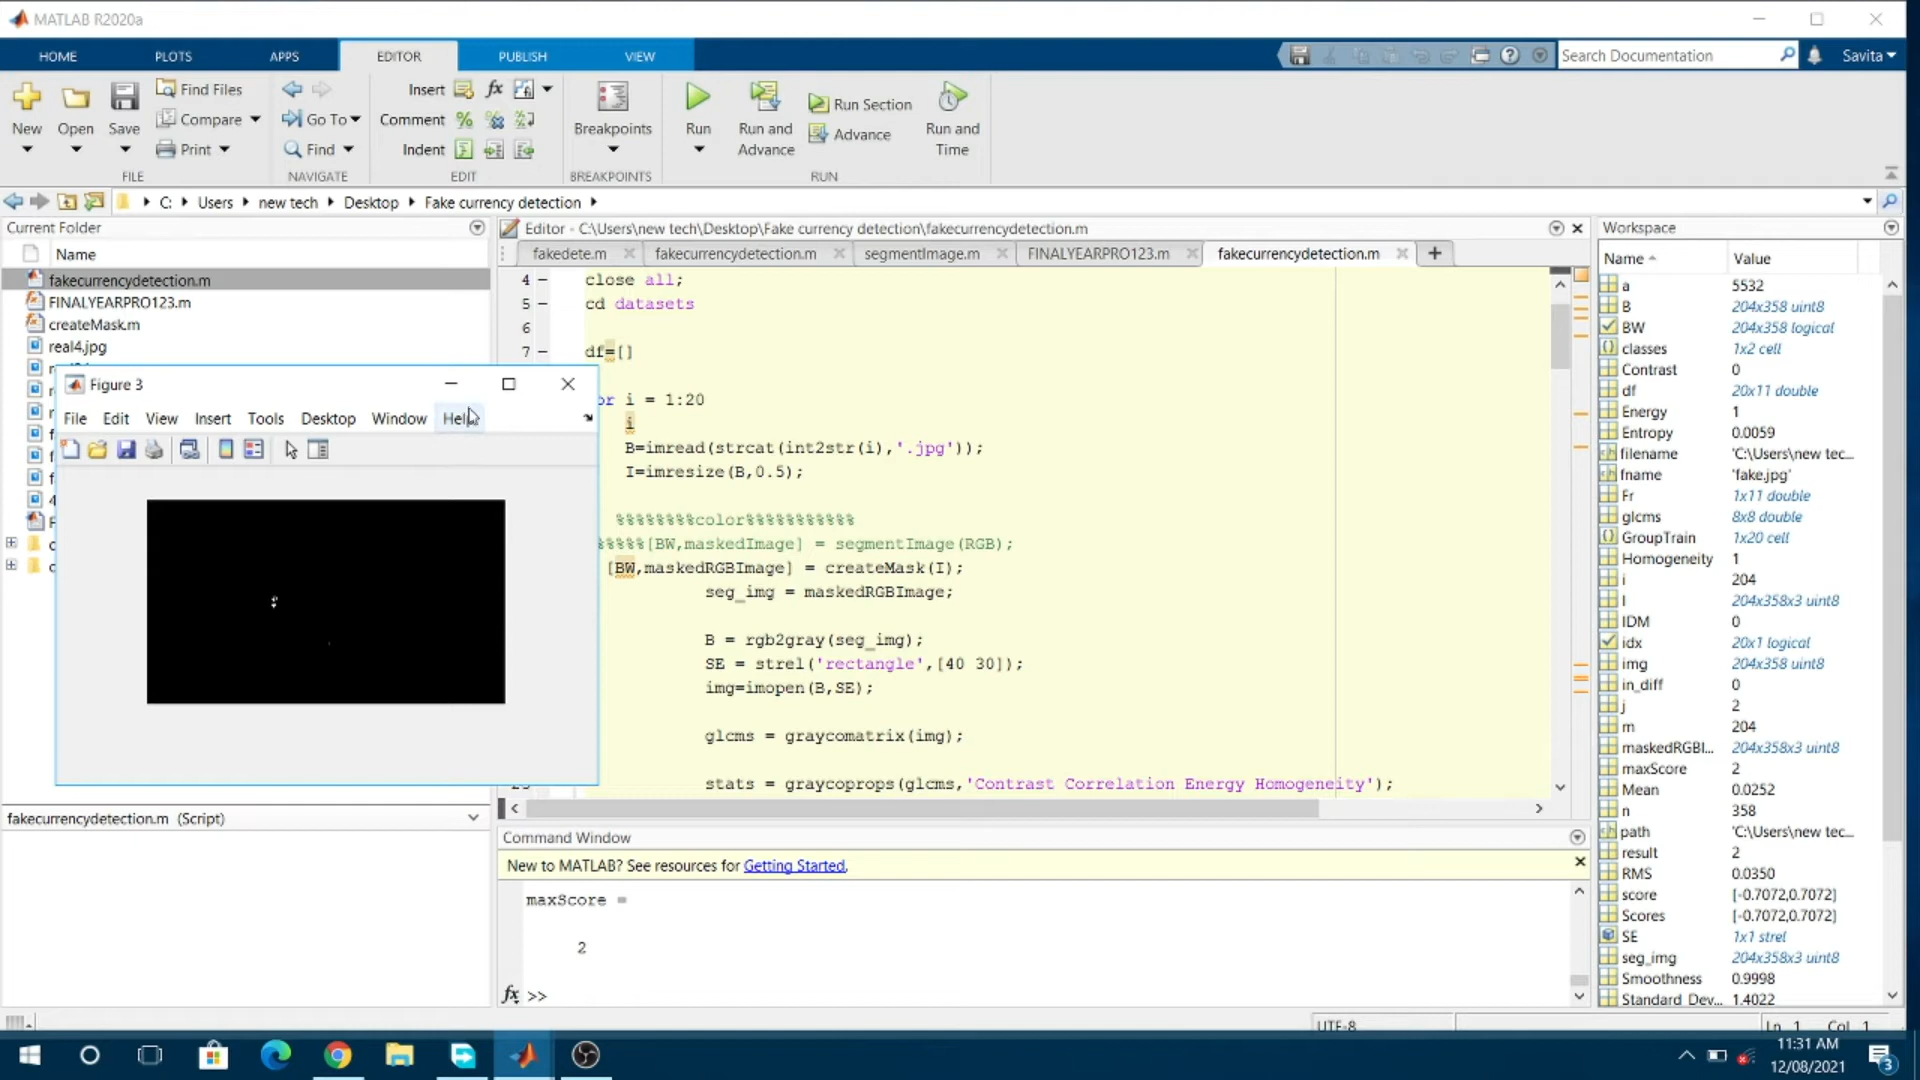 MATLAB R2020a
HOME PLOTS APPS EDITOR PUBLISH VIEW
Search Documentation
Savita
New Open Save
Find Files
Compare
Print
FILE
Go To
Find
NAVIGATE
Insert
Comment
Indent
EDIT
Breakpoints
BREAKPOINTS
Run
Run and Advance
Run Section
Advance
Run and Time
RUN
C: Users new tech Desktop Fake currency detection
Current Folder
Name
fakecurrencydetection.m
FINALYEARPRO123.m
createMask.m
real4.jpg
Figure 3
File Edit View Insert Tools Desktop Window
fakecurrencydetection.m (Script)
Editor - C:\Users\new tech\Desktop\Fake currency detection\fakecurrencydetection.m
fakedete.m fakecurrencydetection.m segmentImage.m FINALYEARPRO123.m fakecurrencydetection.m
4 – close all;
5 – cd datasets
6
7 – df=[]
or i = 1:20
i
B=imread(strcat(int2str(i),'.jpg'));
I=imresize(B,0.5);
%%%%%%%%color%%%%%%%%%%%
%%%%%[BW,maskedImage] = segmentImage(RGB);
[BW,maskedRGBImage] = createMask(I);
seg_img = maskedRGBImage;
B = rgb2gray(seg_img);
SE = strel('rectangle',[40 30]);
img=imopen(B,SE);
glcms = graycomatrix(img);
stats = graycoprops(glcms,'Contrast Correlation Energy Homogeneity');
Command Window
New to MATLAB? See resources for Getting Started.
maxScore =
2
fx >>
Workspace
Name Value
a 5532
B 204x358 uint8
BW 204x358 logical
classes 1x2 cell
Contrast 0
df 20x11 double
Energy 1
Entropy 0.0059
filename 'C:\Users\new tec...
fname 'fake.jpg'
Fr 1x11 double
glcms 8x8 double
GroupTrain 1x20 cell
Homogeneity 1
i 204
I 204x358x3 uint8
IDM 0
idx 20x1 logical
img 204x358 uint8
in_diff 0
j 2
m 204
maskedRGBI... 204x358x3 uint8
maxScore 2
Mean 0.0252
n 358
path 'C:\Users\new tec...
result 2
RMS 0.0350
score [-0.7072,0.7072]
Scores [-0.7072,0.7072]
SE 1x1 strel
seg_img 204x358x3 uint8
Smoothness 0.9998
Standard_Dev... 1.4022
UTF-8
Ln 1 Col 1
11:31 AM
12/08/2021
3